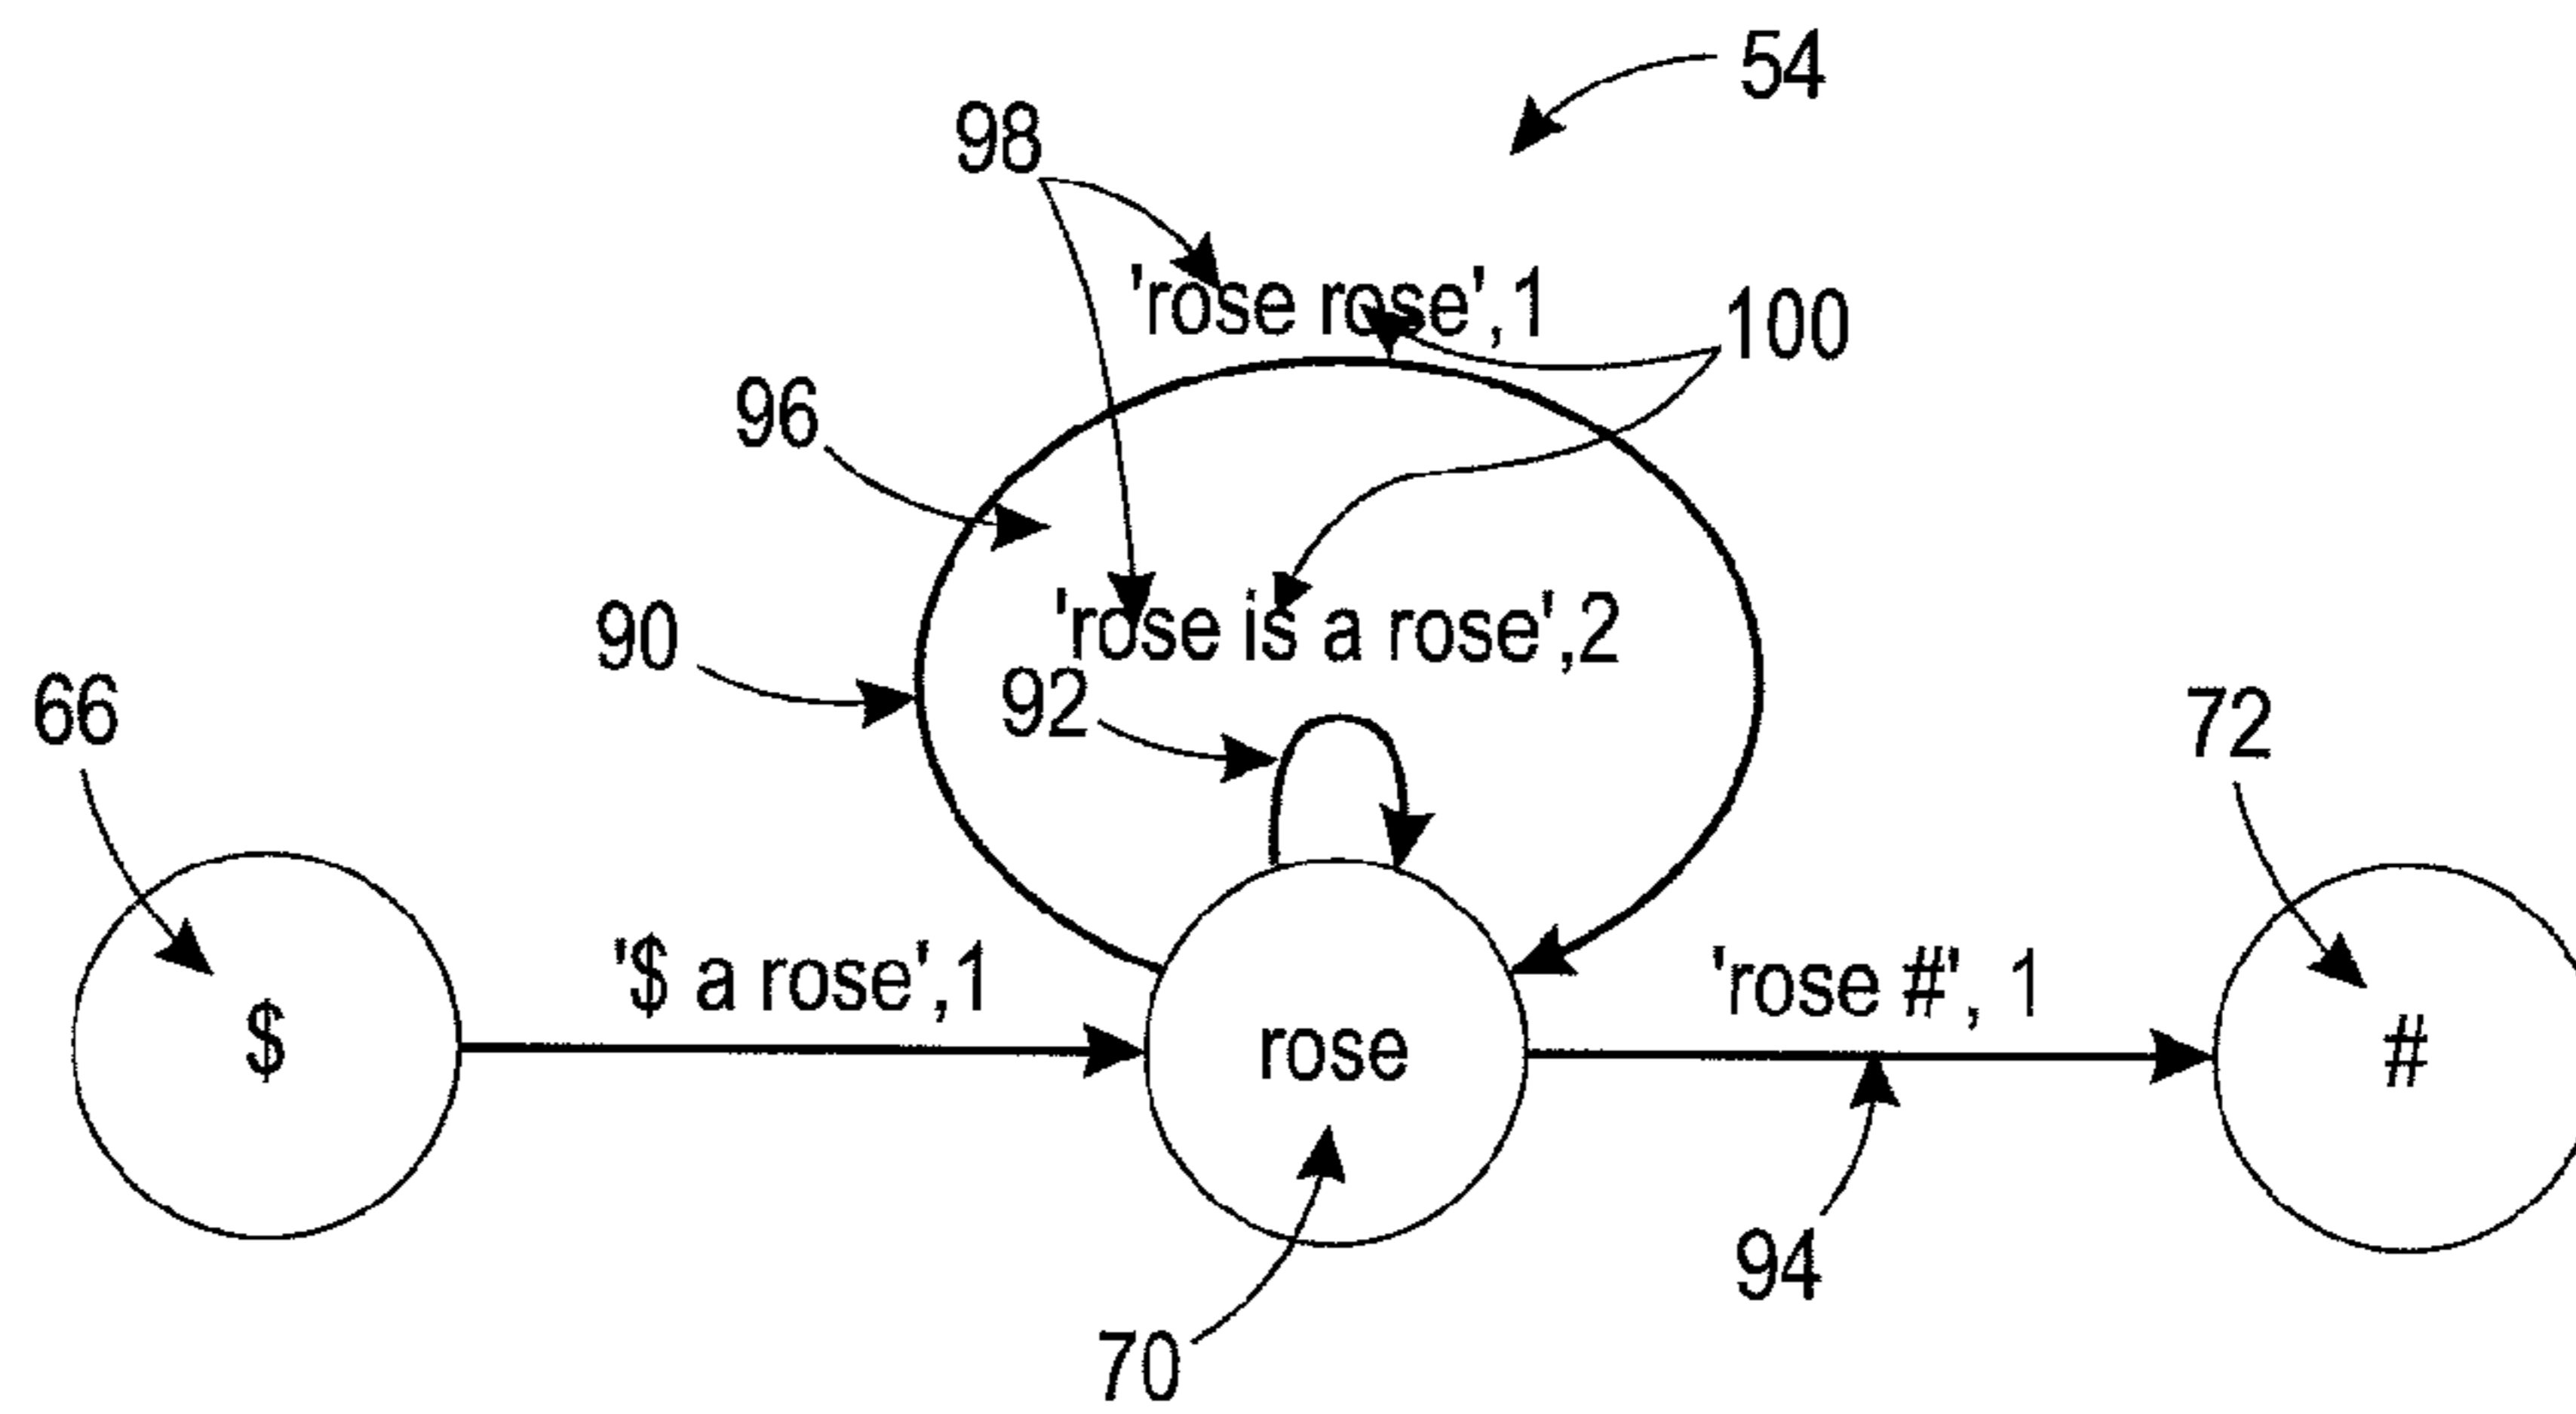 54
98
'rose rose',1
100
96
'rose is a rose',2
90
92
66
72
'$ a rose',1
'rose #', 1
$
rose
#
94
70